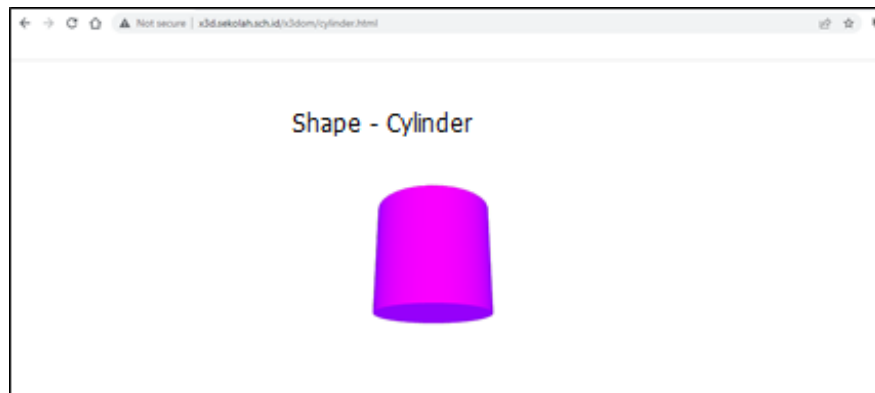 Not secure | x3d.sekolah.sch.id/x3dom/cylinder.html
Shape - Cylinder